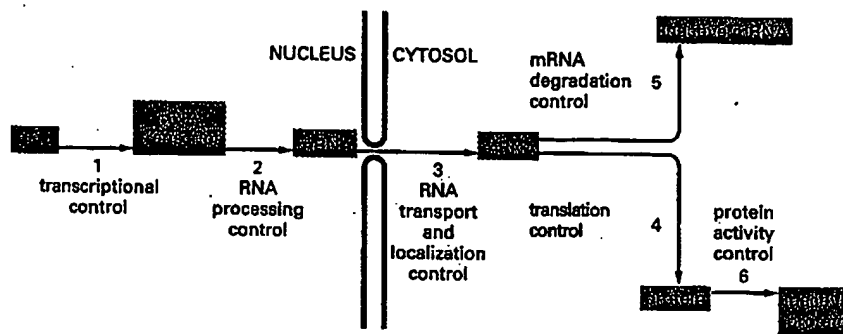 NUCLEUS
CYTOSOL
mRNA
degradation
control
5
1
transcriptional
control
2
RNA
processing
control
3
RNA
transport
and
localization
control
translation
control
4
protein
activity
control
6